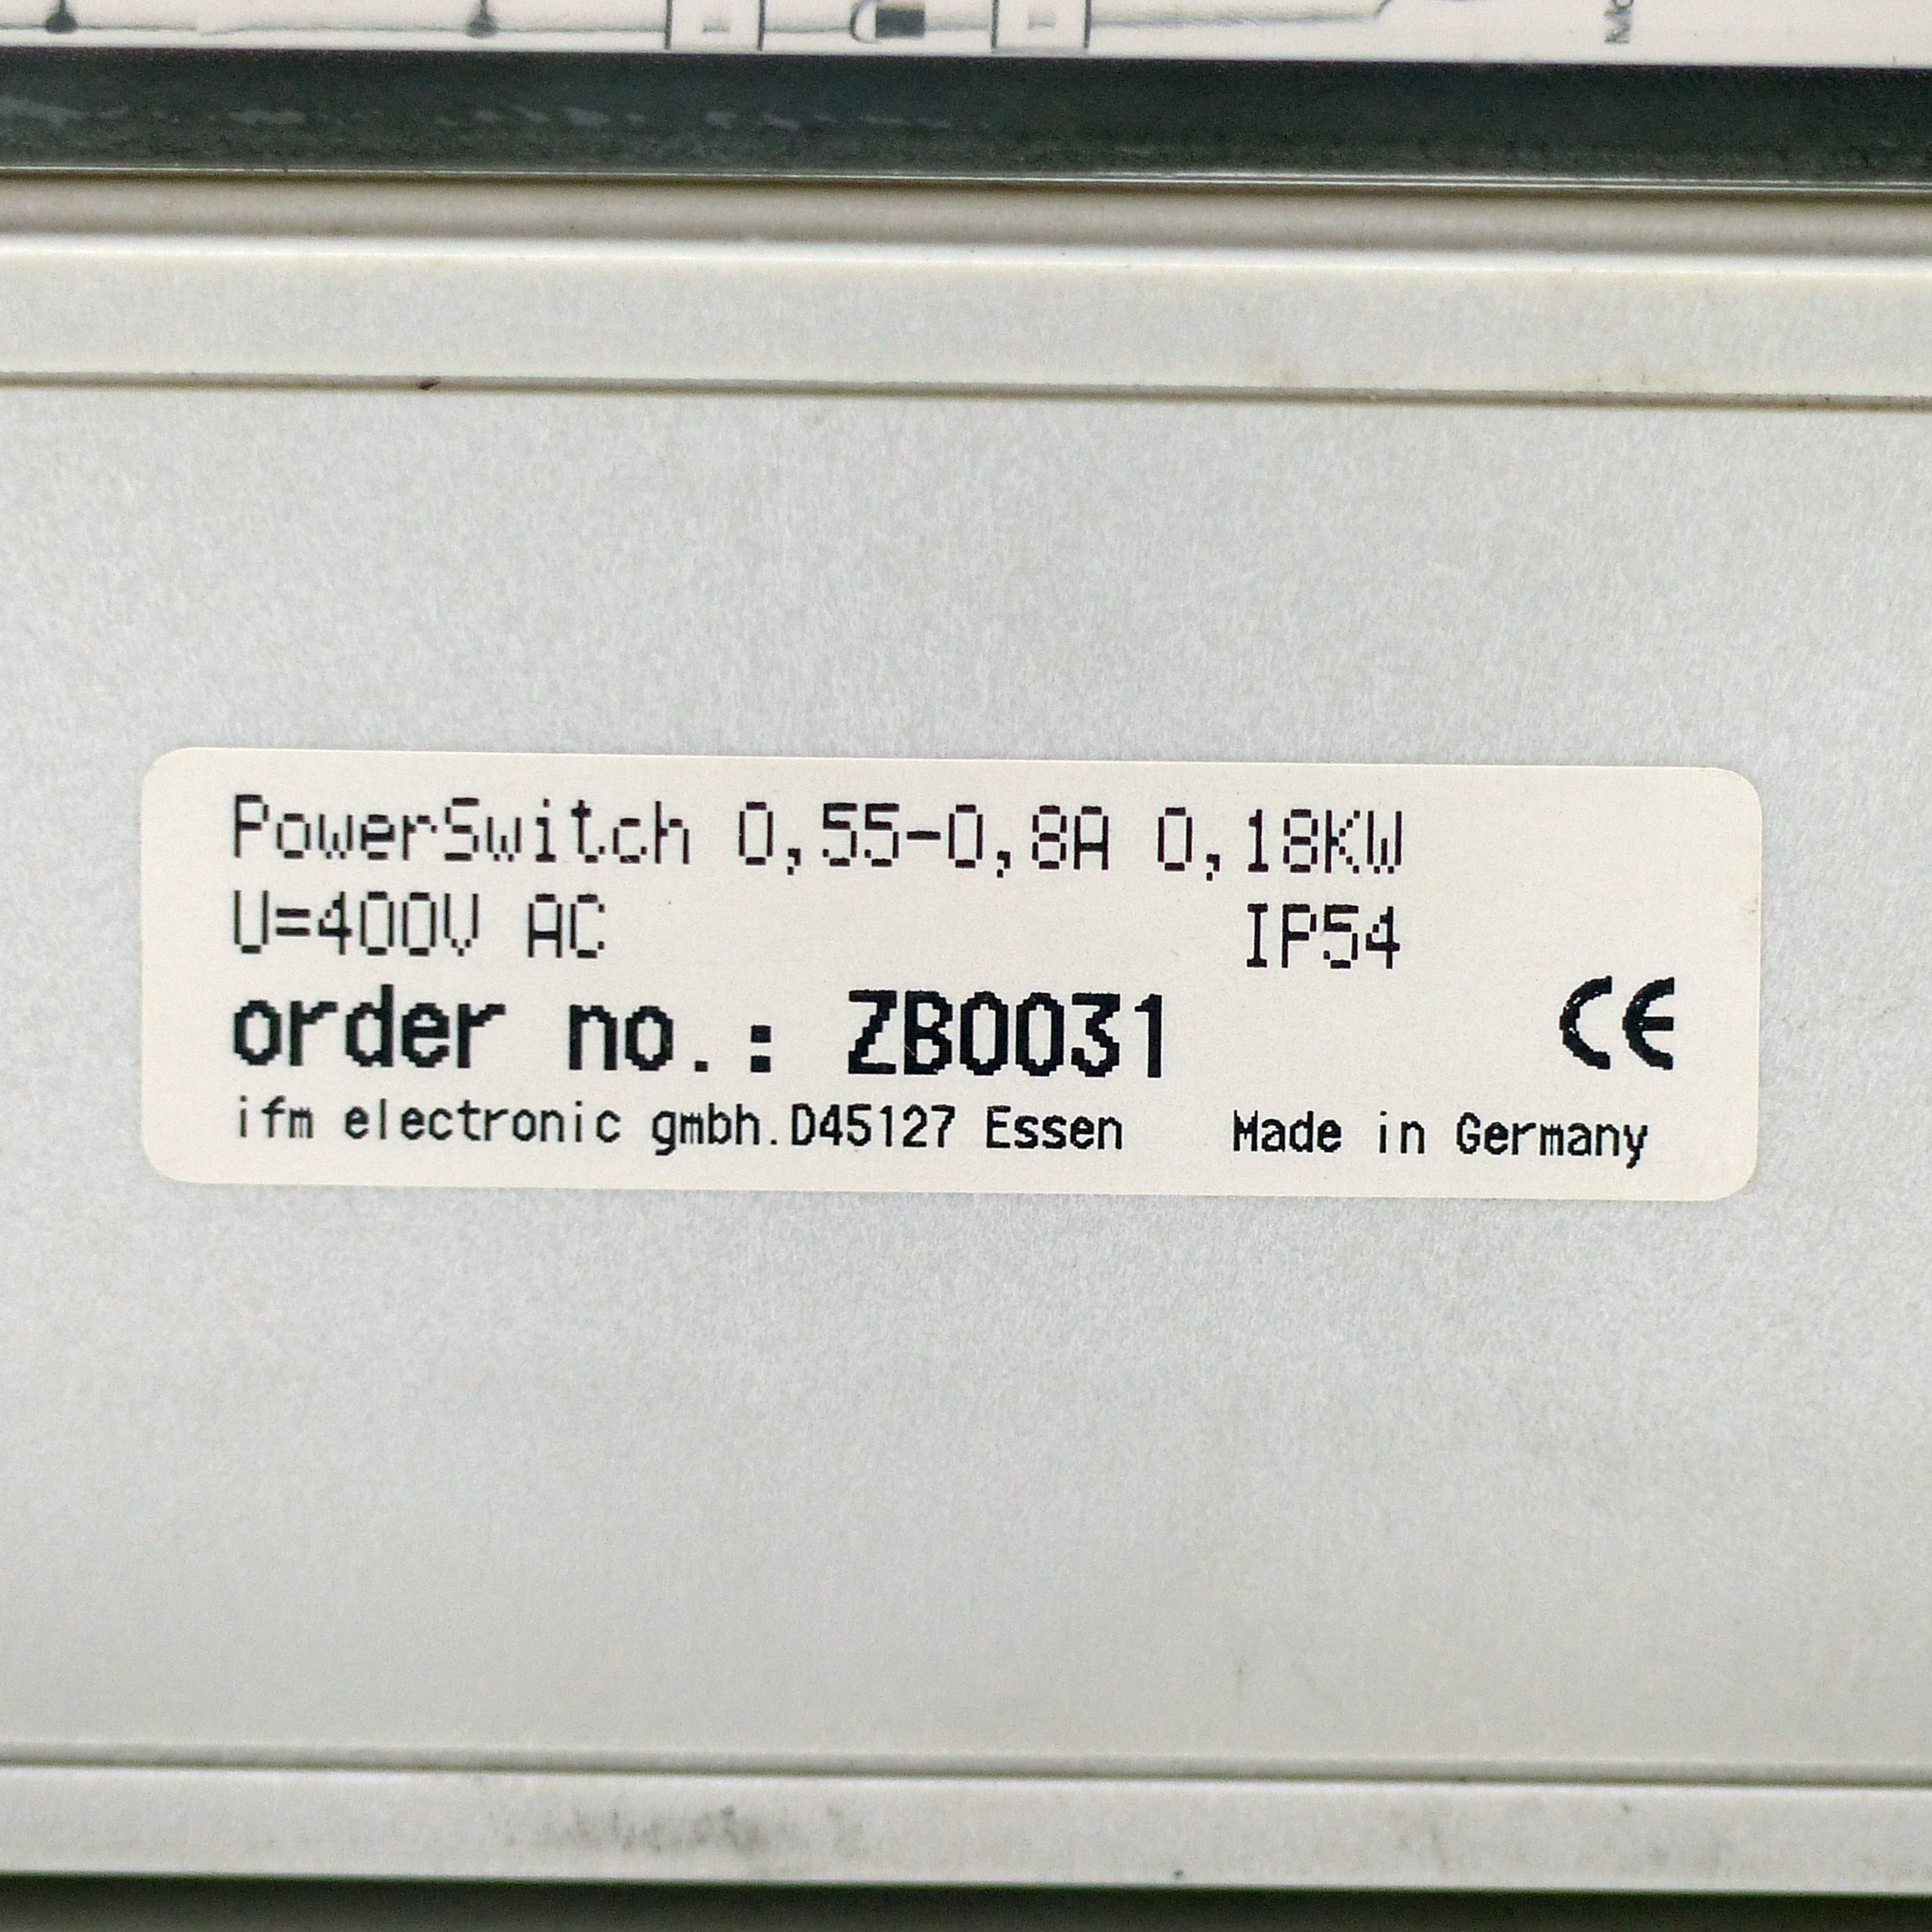 PowerSwitch 0,55-0,8A 0,18KW
U=400V AC IP54
order no.: ZB0031 CE
ifm electronic gmbh.D45127 Essen Made in Germany